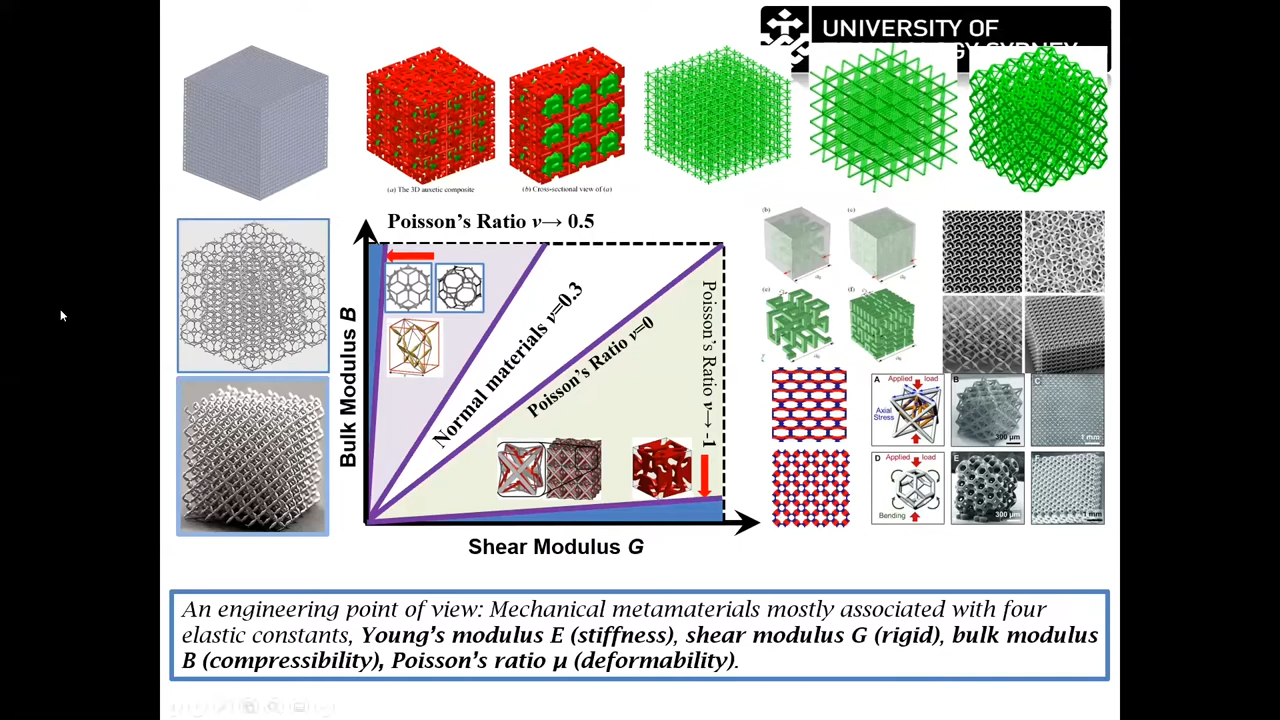 UNIVERSITY OF
(a) The 3D auxetic composite
(b) Cross-sectional view of (a)
Poisson's Ratio ν→ 0.5
Bulk Modulus B
Normal materials ν=0.3
Poisson's Ratio ν=0
Poisson's Ratio ν→ -1
Shear Modulus G
(b)
(c)
(e)
(f)
A
Applied load
Axial
Stress
B
300 µm
C
1 mm
D
Applied load
Bending
E
300 µm
F
1 mm
An engineering point of view: Mechanical metamaterials mostly associated with four
elastic constants, Young's modulus E (stiffness), shear modulus G (rigid), bulk modulus
B (compressibility), Poisson's ratio μ (deformability).